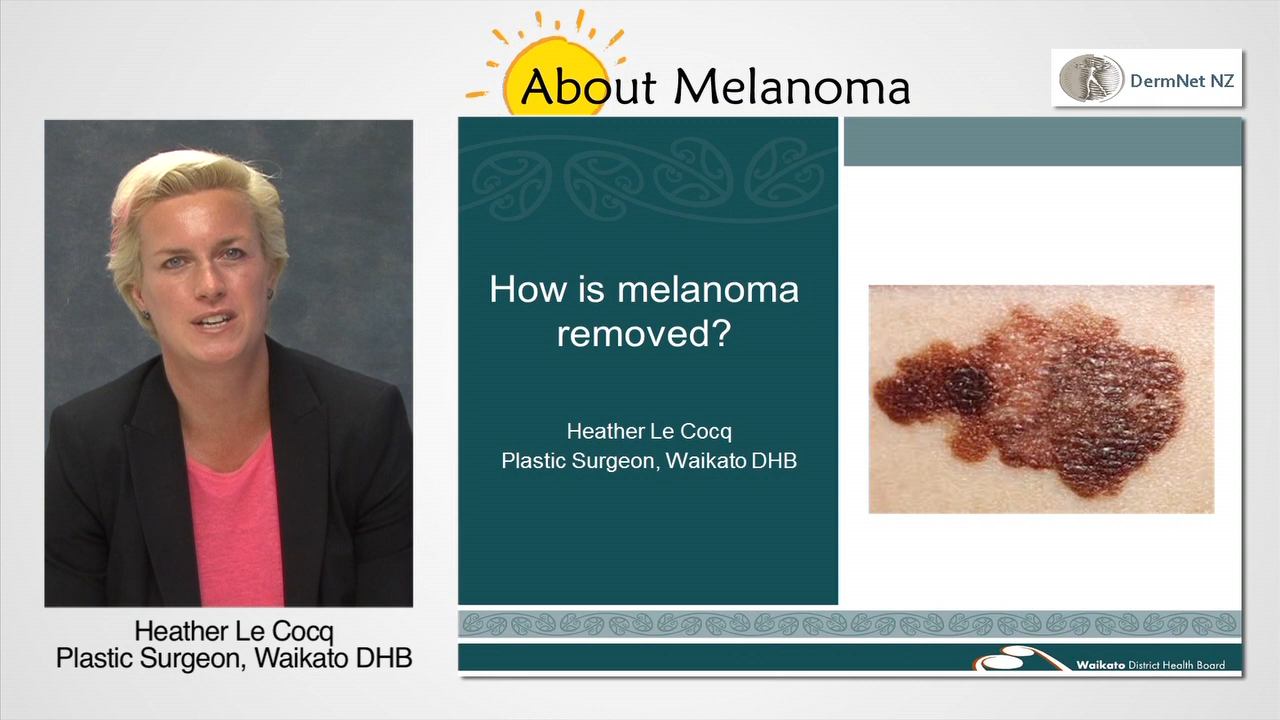 About Melanoma
DermNet NZ
How is melanoma
removed?
Heather Le Cocq
Plastic Surgeon, Waikato DHB
Heather Le Cocq
Plastic Surgeon, Waikato DHB
Waikato District Health Board